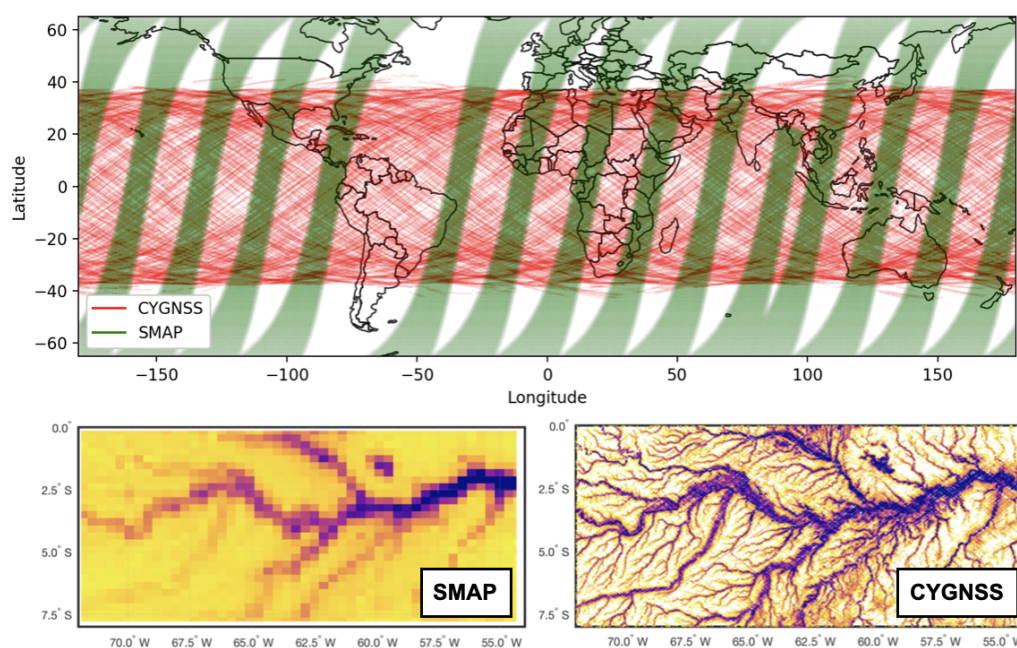 60
40
20
0
−20
−40
−60
Latitude
CYGNSS
SMAP
−150 −100 −50 0 50 100 150
Longitude
0.0°
2.5° S
5.0° S
7.5° S
SMAP
70.0° W 67.5° W 65.0° W 62.5° W 60.0° W 57.5° W 55.0° W
0.0°
2.5° S
5.0° S
7.5° S
CYGNSS
70.0° W 67.5° W 65.0° W 62.5° W 60.0° W 57.5° W 55.0° W